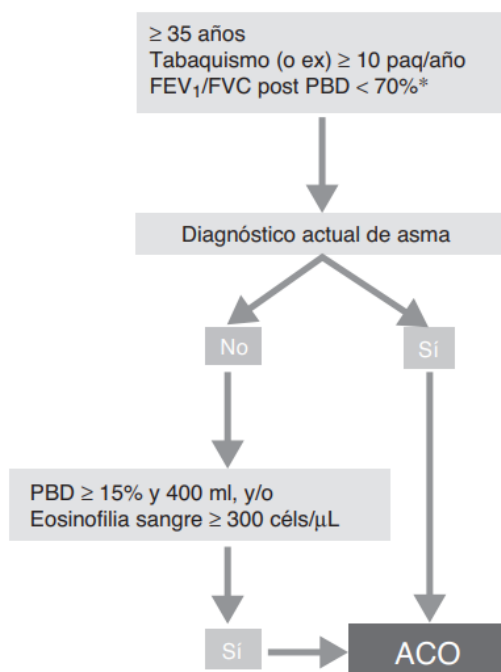 ≥ 35 años
Tabaquismo (o ex) ≥ 10 paq/año
FEV₁/FVC post PBD < 70%*
Diagnóstico actual de asma
No
Sí
PBD ≥ 15% y 400 ml, y/o
Eosinofilia sangre ≥ 300 céls/μL
Sí
ACO